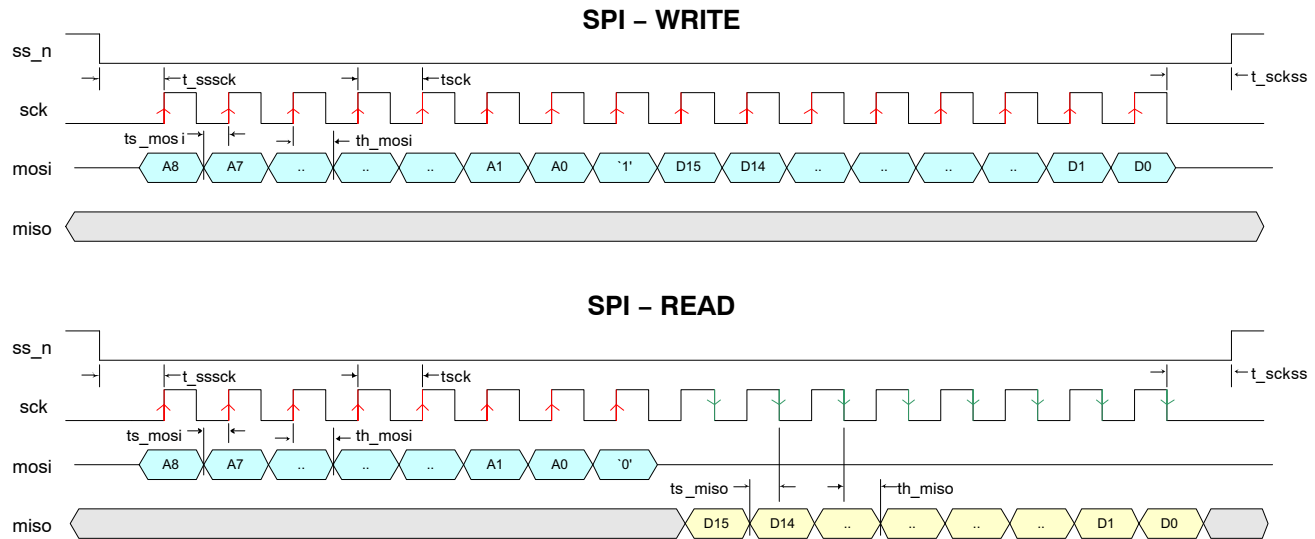 SPI – WRITE
ss_n
t_sssck tsck t_sckss
sck
ts_mosi th_mosi
mosi A8 A7 .. .. .. A1 A0 `1' D15 D14 .. .. .. .. D1 D0
miso
SPI – READ
ss_n
t_sssck tsck t_sckss
sck
ts_mosi th_mosi
mosi A8 A7 .. .. .. A1 A0 `0'
ts_miso th_miso
miso D15 D14 .. .. .. .. D1 D0